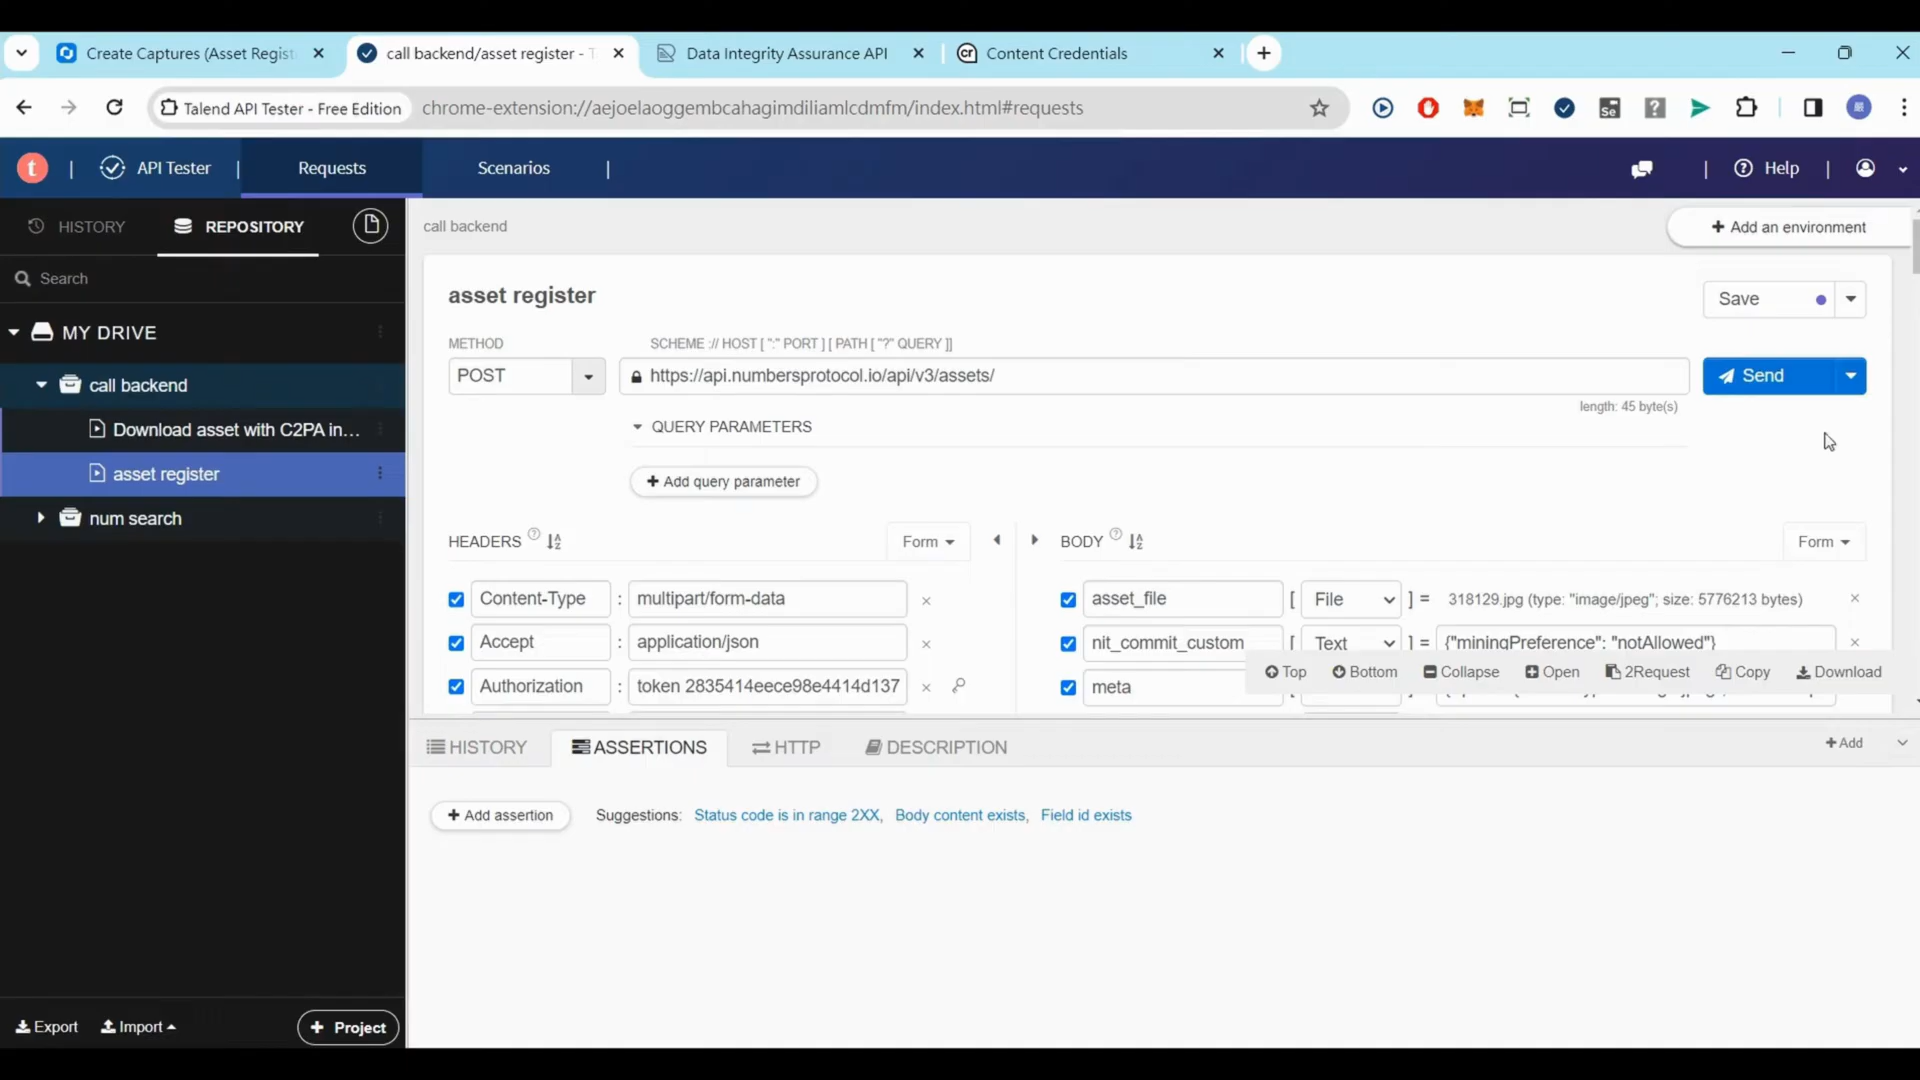 Create Captures (Asset Regist
call backend/asset register - T
Data Integrity Assurance API
cr
Content Credentials
Talend API Tester - Free Edition
chrome-extension://aejoelaoggembcahagimdiliamlcdmfm/index.html#requests
Se
?
t
API Tester
Requests
Scenarios
Help
HISTORY
REPOSITORY
call backend
+ Add an environment
Search
asset register
Save
MY DRIVE
METHOD
SCHEME :// HOST [ ":" PORT ] [ PATH [ "?" QUERY ]]
call backend
POST
https://api.numbersprotocol.io/api/v3/assets/
Send
length: 45 byte(s)
Download asset with C2PA in...
QUERY PARAMETERS
asset register
+ Add query parameter
num search
HEADERS ?
Form
BODY ?
Form
Content-Type : multipart/form-data ×
asset_file [ File ] = 318129.jpg (type: "image/jpeg"; size: 5776213 bytes) ×
Accept : application/json ×
nit_commit_custom [ Text ] = {"miningPreference": "notAllowed"} ×
Top Bottom Collapse Open 2Request Copy Download
Authorization : token 2835414eece98e4414d137 ×
meta
HISTORY
ASSERTIONS
HTTP
DESCRIPTION
+ Add
+ Add assertion
Suggestions: Status code is in range 2XX, Body content exists, Field id exists
Export
Import
+ Project